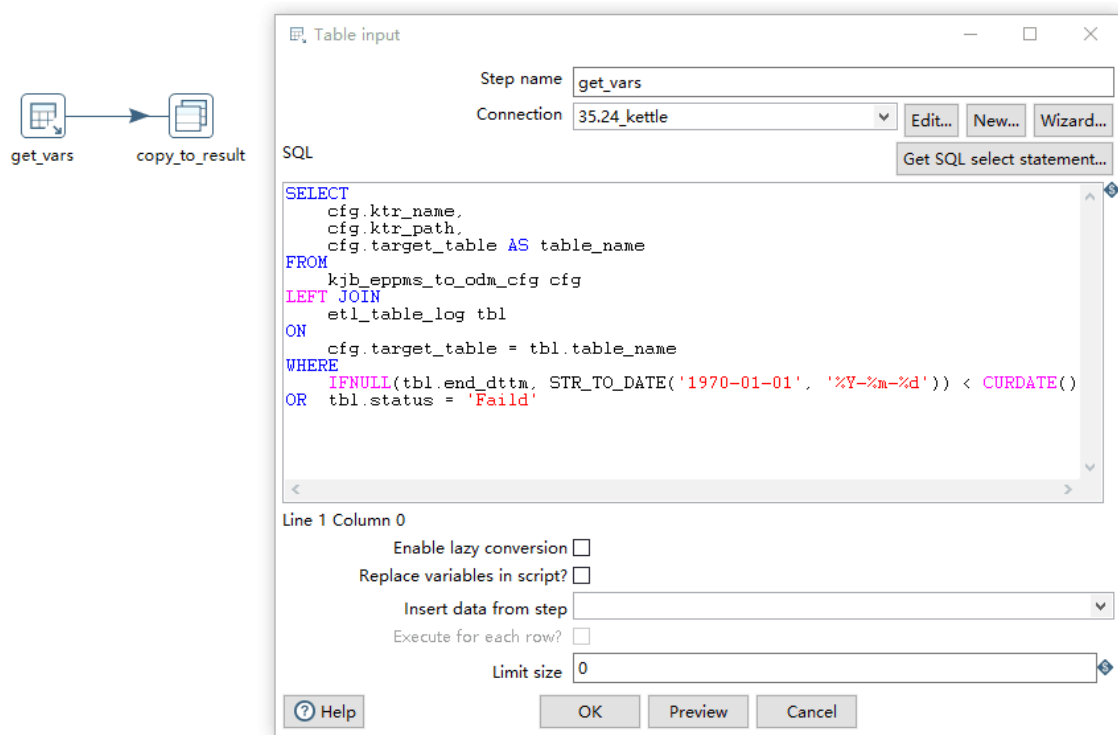 get_vars
copy_to_result
Table input
Step name get_vars
Connection 35.24_kettle Edit... New... Wizard...
SQL
Get SQL select statement...
SELECT
cfg.ktr_name,
cfg.ktr_path,
cfg.target_table AS table_name
FROM
kjb_eppms_to_odm_cfg cfg
LEFT JOIN
etl_table_log tbl
ON
cfg.target_table = tbl.table_name
WHERE
IFNULL(tbl.end_dttm, STR_TO_DATE('1970-01-01', '%Y-%m-%d')) < CURDATE()
OR tbl.status = 'Faild'
Line 1 Column 0
Enable lazy conversion
Replace variables in script?
Insert data from step
Execute for each row?
Limit size 0
Help OK Preview Cancel